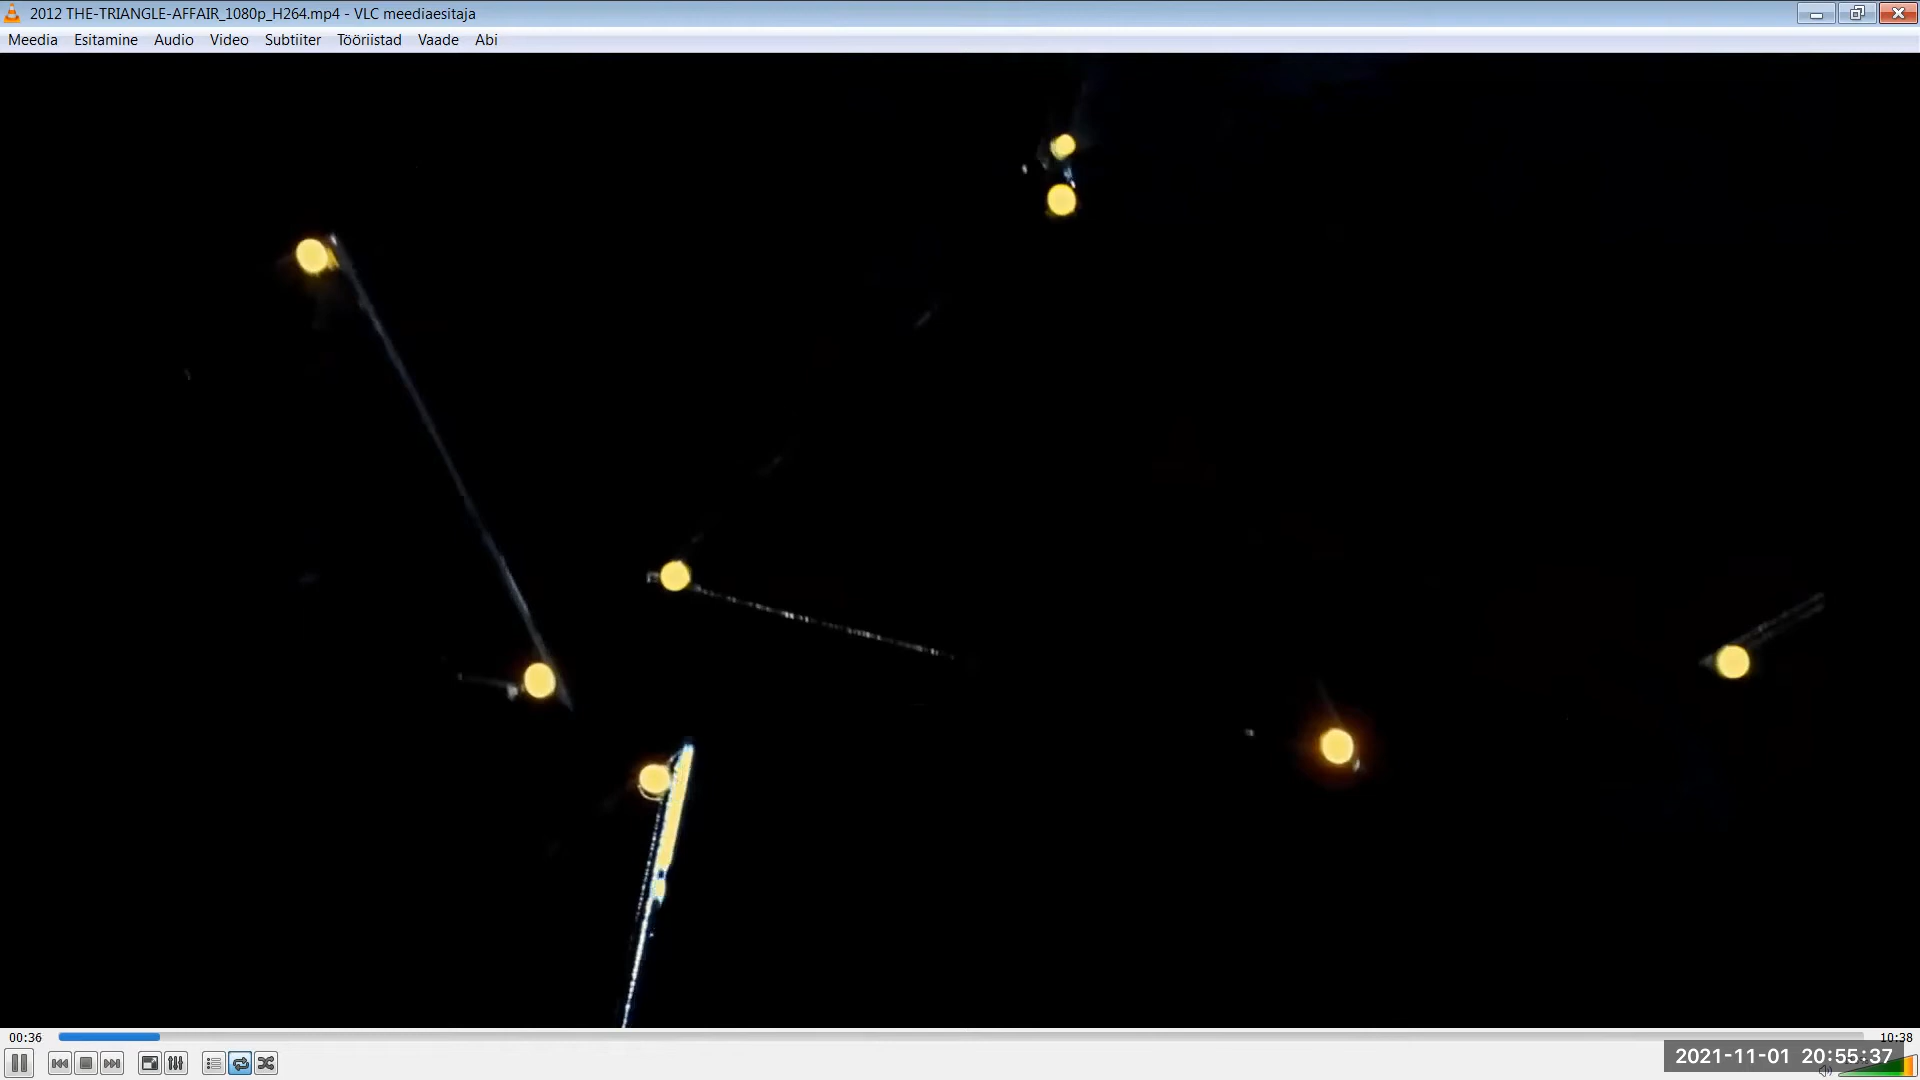 2012 THE-TRIANGLE-AFFAIR_1080p_H264.mp4 - VLC meediaesitaja
Meedia Esitamine Audio Video Subtiiter Tööriistad Vaade Abi
00:36
10:38
2021-11-01 20:55:37